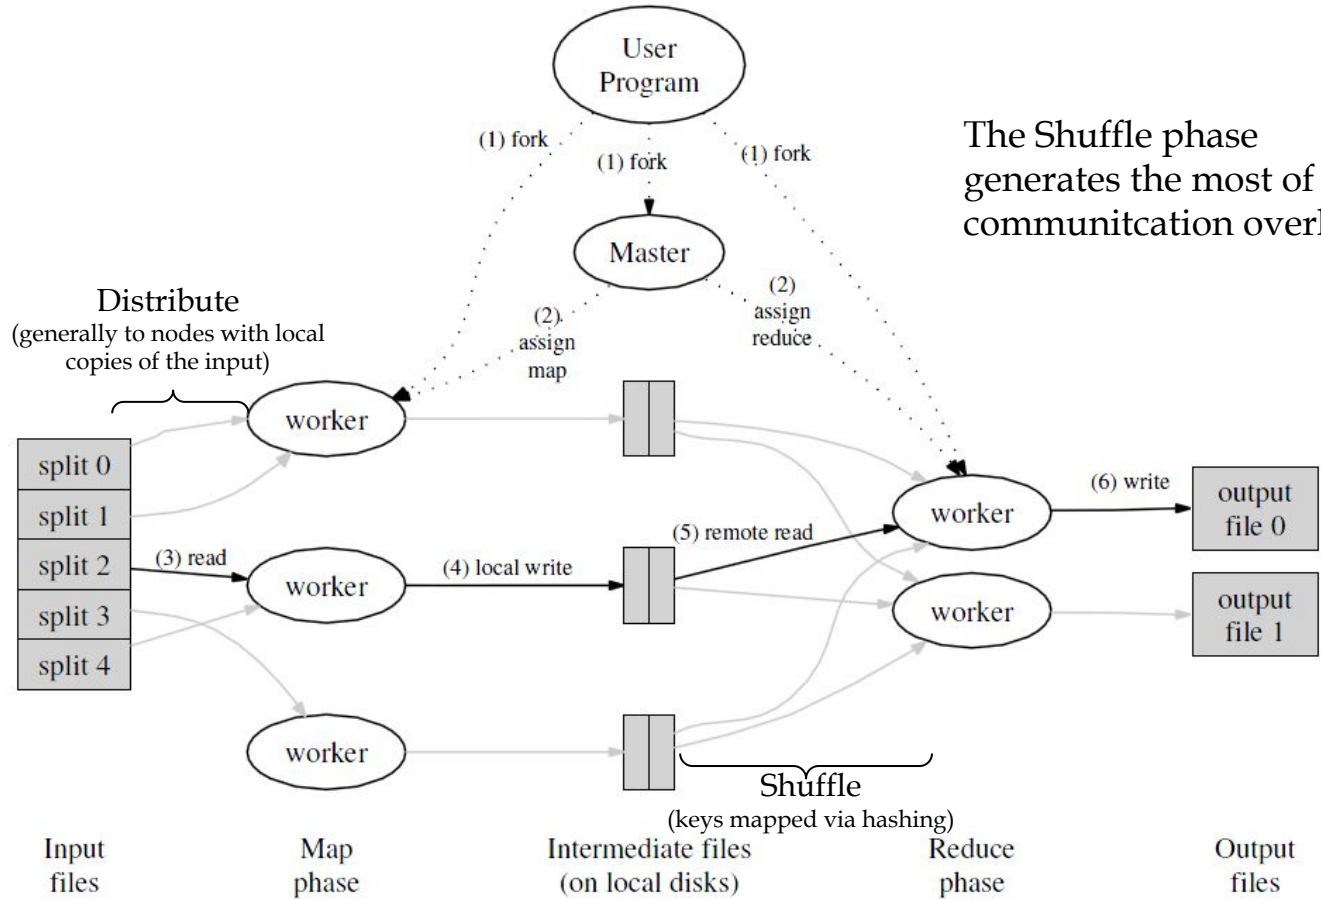 User
Program
(1) fork
(1) fork
(1) fork
The Shuffle phase
generates the most of
communitcation
Master
Distribute
(generally to nodes with local
copies of the input)
(2)
assign
map
(2)
assign
reduce
worker
split 0
split 1
split 2
split 3
split 4
(3) read
worker
(4) local write
(5) remote read
worker
(6) write
output
file 0
worker
output
file 1
worker
Shuffle
(keys mapped via hashing)
Input
files
Map
phase
Intermediate files
(on local disks)
Reduce
phase
Output
files